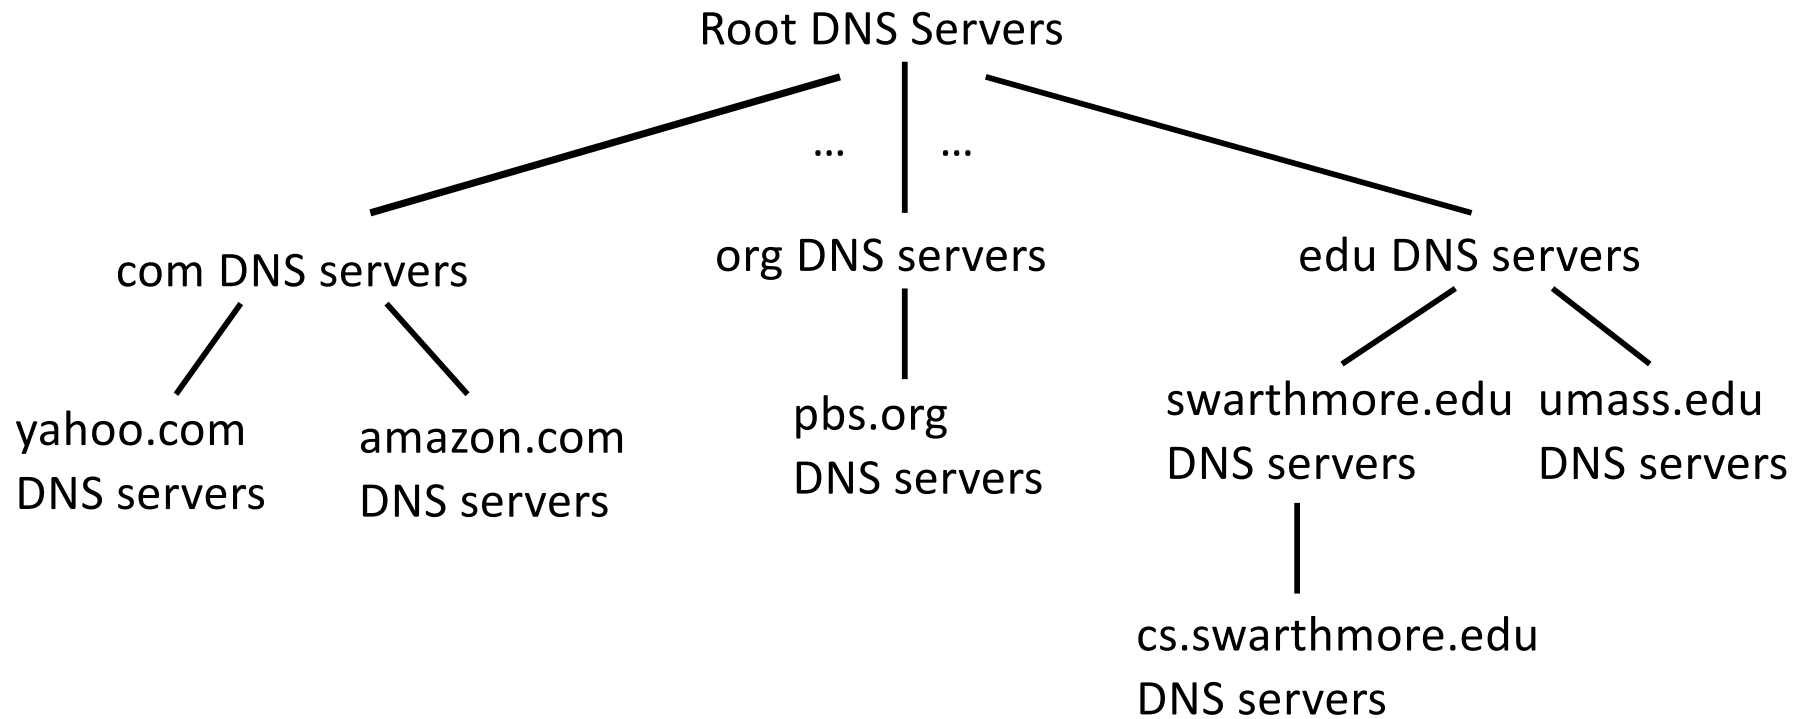 Root DNS Servers
...
...
com DNS servers
org DNS servers
edu DNS servers
yahoo.com
DNS servers
amazon.com
DNS servers
pbs.org
DNS servers
swarthmore.edu
DNS servers
umass.edu
DNS servers
cs.swarthmore.edu
DNS servers